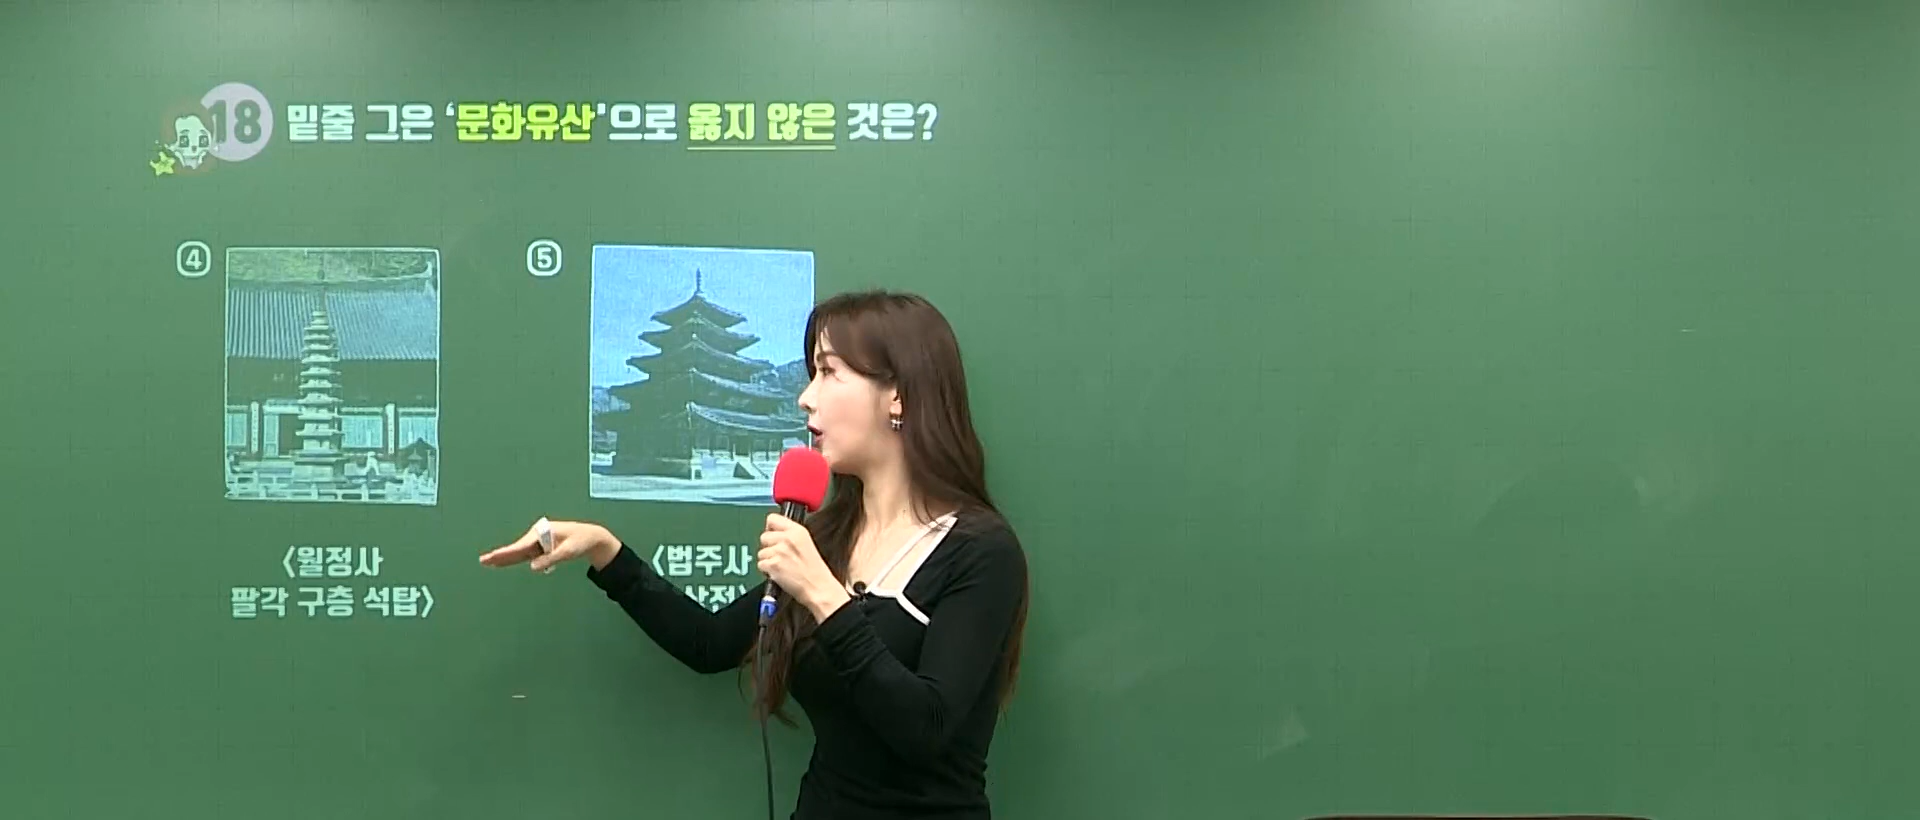 18 밑줄 그은 '문화유산'으로 옳지 않은 것은?
④
⑤
〈월정사
팔각 구층 석탑〉
〈법주사